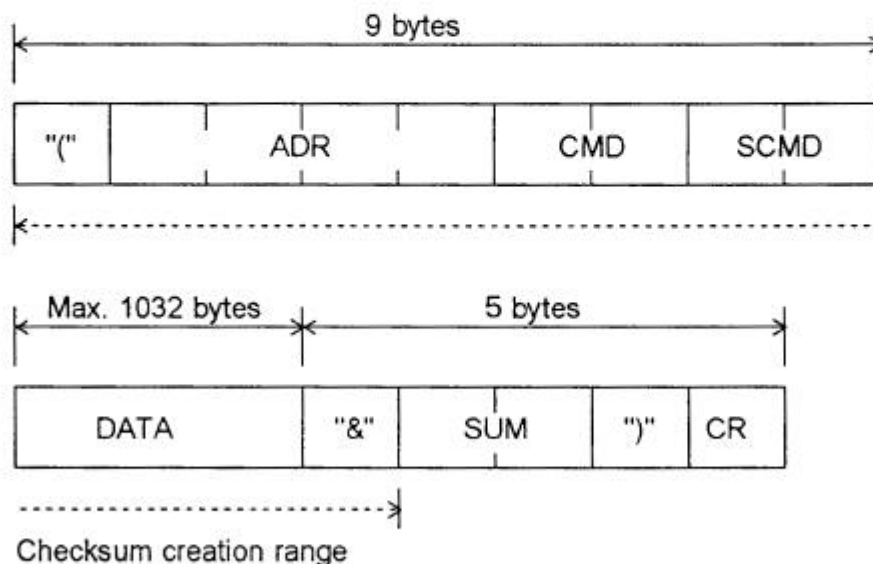 9 bytes
"(" ADR CMD SCMD
Max. 1032 bytes 5 bytes
DATA "&" SUM ")" CR
Checksum creation range